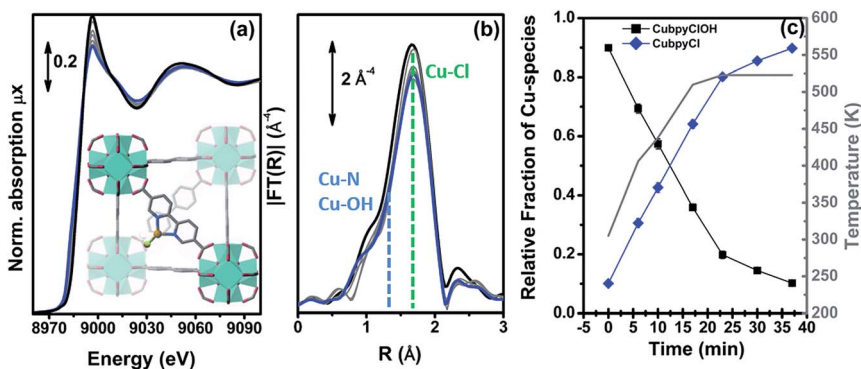 (a)
0.2
Norm. absorption µx
8970 9000 9030 9060 9090
Energy (eV)
(b)
2 Å⁻⁴
Cu-Cl
Cu-N
Cu-OH
|FT(R)| (Å⁻⁴)
0 1 2 3
R (Å)
(c)
CubpyClOH
CubpyCl
Relative Fraction of Cu-species
1.0
0.8
0.6
0.4
0.2
0.0
-5 0 5 10 15 20 25 30 35 40
Time (min)
600
550
500
450
400
350
300
250
200
Temperature (K)